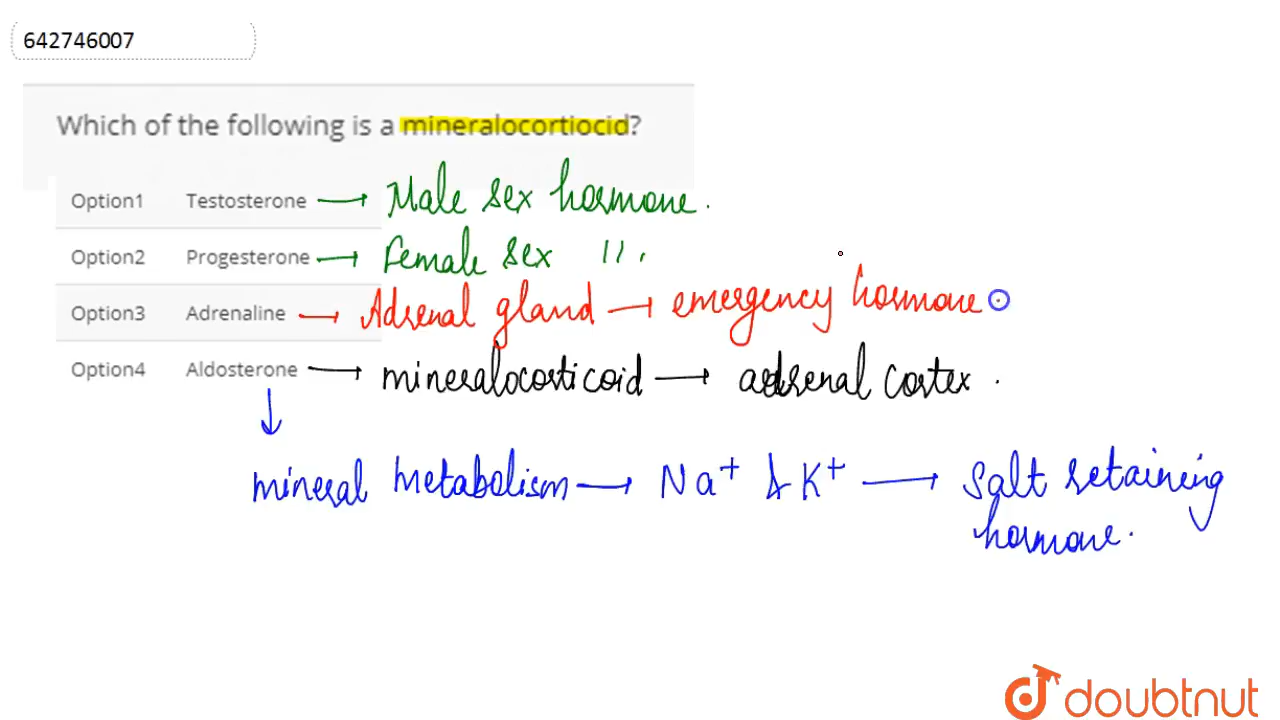 642746007
Which of the following is a mineralocortiocid?
Option1 Testosterone → Male sex hormone.
Option2 Progesterone → Female sex 11,
Option3 Adrenaline → Adrenal gland → emergency hormone
Option4 Aldosterone → mineralocorticoid → adrenal cortex.
↓
mineral metabolism → Na+ & K+ → Salt retaining
hormone.
doubtnut